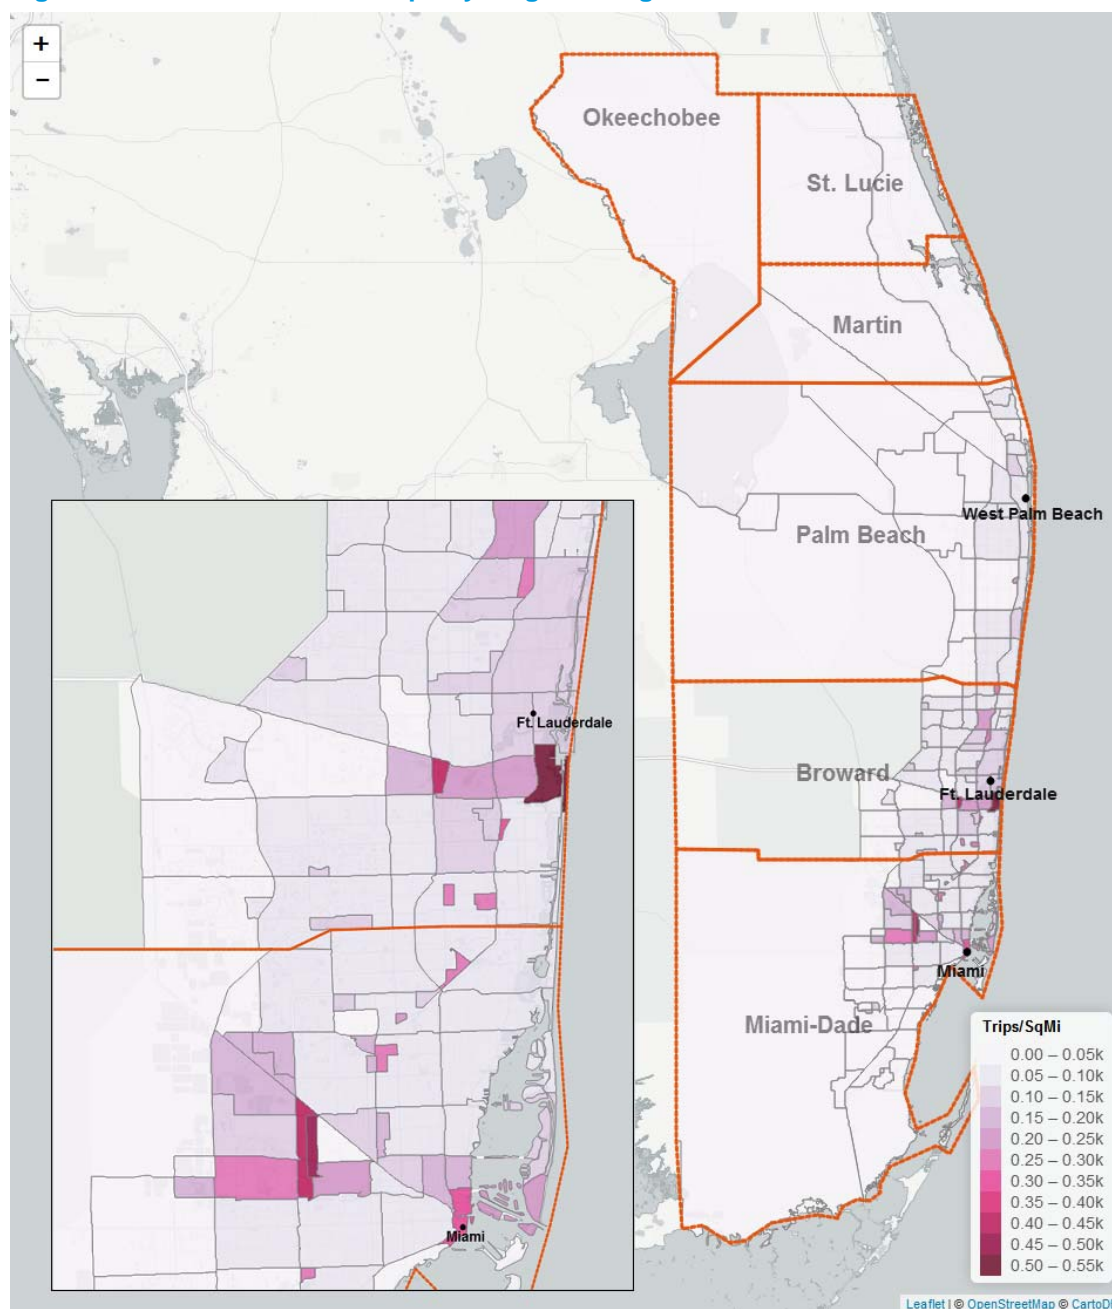 +
−
Okeechobee
St. Lucie
Martin
West Palm Beach
Palm Beach
Ft. Lauderdale
Broward
Ft. Lauderdale
Miami
Miami-Dade
Miami
Trips/SqMi
0.00 – 0.05k
0.05 – 0.10k
0.10 – 0.15k
0.15 – 0.20k
0.20 – 0.25k
0.25 – 0.30k
0.30 – 0.35k
0.35 – 0.40k
0.40 – 0.45k
0.45 – 0.50k
0.50 – 0.55k
Leaflet | © OpenStreetMap © CartoD